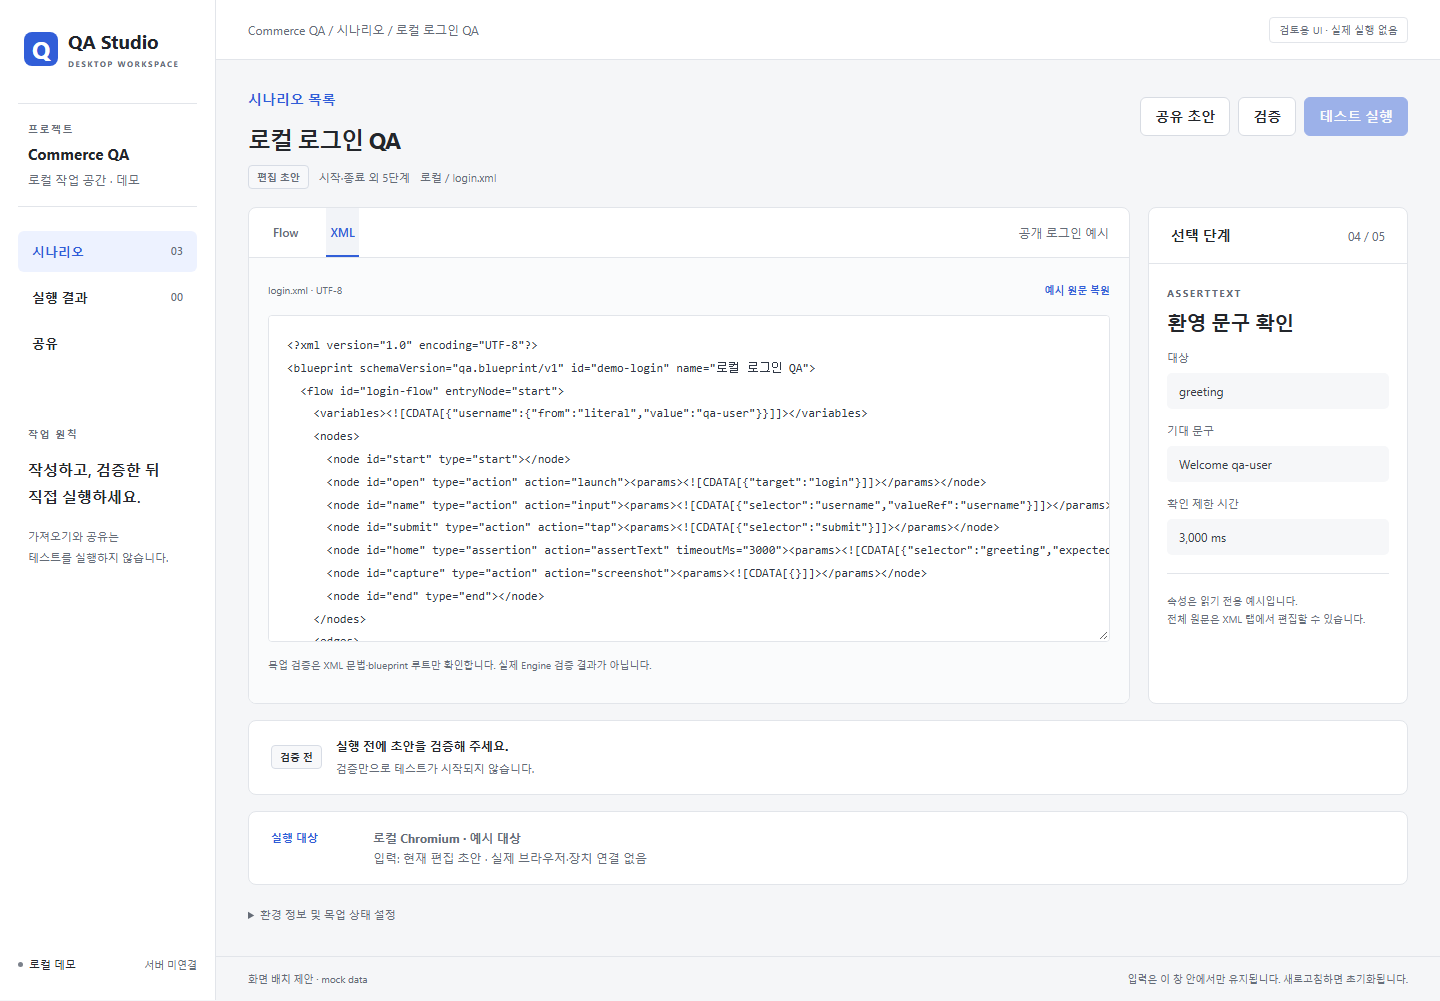 Q
QA Studio
DESKTOP WORKSPACE
프로젝트
Commerce QA
로컬 작업 공간 · 데모
시나리오 03
실행 결과 00
공유
작업 원칙
작성하고, 검증한 뒤
직접 실행하세요.
가져오기와 공유는
테스트를 실행하지 않습니다.
로컬 데모 서버 미연결
Commerce QA / 시나리오 / 로컬 로그인 QA
검토용 UI · 실제 실행 없음
시나리오 목록
로컬 로그인 QA
편집 초안 시작·종료 외 5단계 로컬 / login.xml
공유 초안 검증 테스트 실행
Flow XML 공개 로그인 예시
login.xml · UTF-8 예시 원문 복원
<?xml version="1.0" encoding="UTF-8"?>
<blueprint schemaVersion="qa.blueprint/v1" id="demo-login" name="로컬 로그인 QA">
<flow id="login-flow" entryNode="start">
<variables><![CDATA[{"username":{"from":"literal","value":"qa-user"}}]]></variables>
<nodes>
<node id="start" type="start"></node>
<node id="open" type="action" action="launch"><params><![CDATA[{"target":"login"}]]></params></node>
<node id="name" type="action" action="input"><params><![CDATA[{"selector":"username","valueRef":"username"}]]></params>
<node id="submit" type="action" action="tap"><params><![CDATA[{"selector":"submit"}]]></params></node>
<node id="home" type="assertion" action="assertText" timeoutMs="3000"><params><![CDATA[{"selector":"greeting","expected
<node id="capture" type="action" action="screenshot"><params><![CDATA[{}]]></params></node>
<node id="end" type="end"></node>
</nodes>
<edges>
목업 검증은 XML 문법·blueprint 루트만 확인합니다. 실제 Engine 검증 결과가 아닙니다.
선택 단계 04 / 05
ASSERTTEXT
환영 문구 확인
대상
greeting
기대 문구
Welcome qa-user
확인 제한 시간
3,000 ms
속성은 읽기 전용 예시입니다.
전체 원문은 XML 탭에서 편집할 수 있습니다.
검증 전
실행 전에 초안을 검증해 주세요.
검증만으로 테스트가 시작되지 않습니다.
실행 대상
로컬 Chromium · 예시 대상
입력: 현재 편집 초안 · 실제 브라우저·장치 연결 없음
환경 정보 및 목업 상태 설정
화면 배치 제안 · mock data
입력은 이 창 안에서만 유지됩니다. 새로고침하면 초기화됩니다.